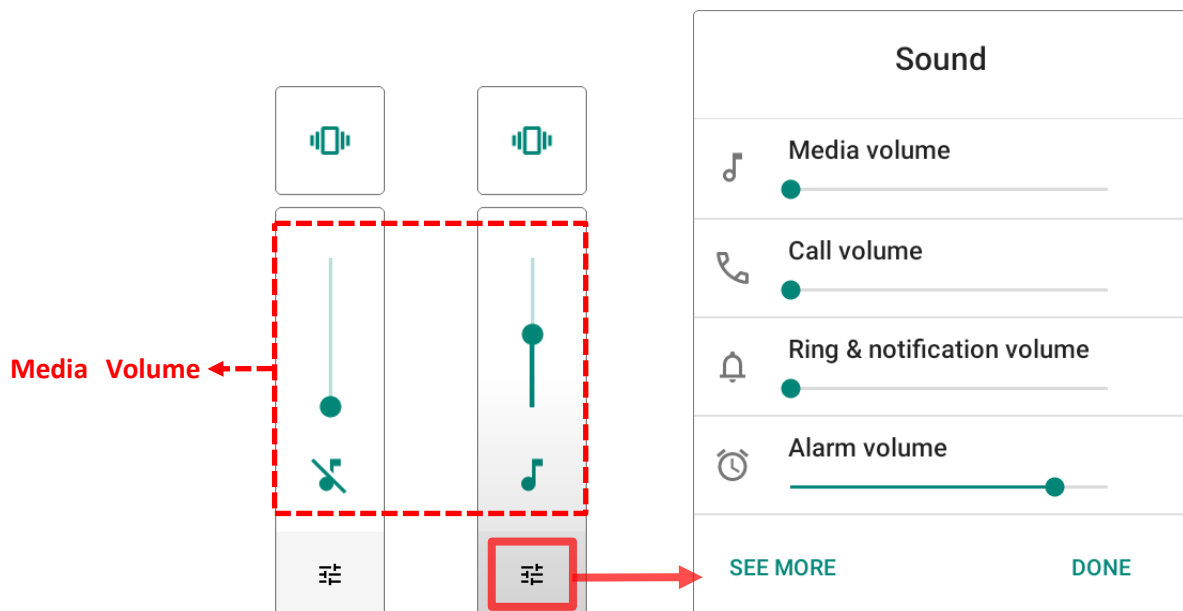 Media Volume
Sound
Media volume
Call volume
Ring & notification volume
Alarm volume
SEE MORE
DONE